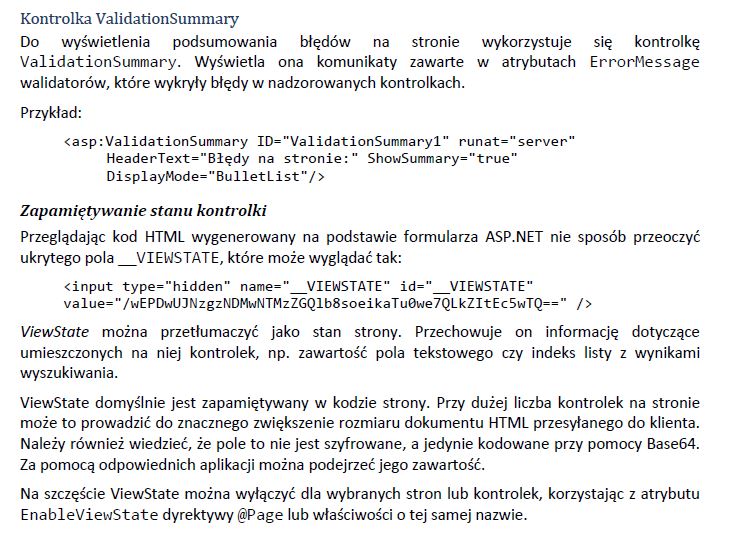 Kontrolka ValidationSummary
Do wyświetlenia podsumowania błędów na stronie wykorzystuje się kontrolkę
ValidationSummary. Wyświetla ona komunikaty zawarte w atrybutach ErrorMessage
walidatorów, które wykryły błędy w nadzorowanych kontrolkach.
Przykład:
<asp:ValidationSummary ID="ValidationSummary1" runat="server"
HeaderText="Błędy na stronie:" ShowSummary="true"
DisplayMode="BulletList"/>
Zapamiętywanie stanu kontrolki
Przeglądając kod HTML wygenerowany na podstawie formularza ASP.NET nie sposób przeoczyć
ukrytego pola __VIEWSTATE, które może wyglądać tak:
<input type="hidden" name="__VIEWSTATE" id="__VIEWSTATE"
value="/wEPDwUJNzgzNDMwNTMzZGQlb8soeikaTu0we7QLkZItEc5wTQ==" />
ViewState można przetłumaczyć jako stan strony. Przechowuje on informację dotyczące
umieszczonych na niej kontrolek, np. zawartość pola tekstowego czy indeks listy z wynikami
wyszukiwania.
ViewState domyślnie jest zapamiętywany w kodzie strony. Przy dużej liczba kontrolek na stronie
może to prowadzić do znacznego zwiększenie rozmiaru dokumentu HTML przesyłanego do klienta.
Należy również wiedzieć, że pole to nie jest szyfrowane, a jedynie kodowane przy pomocy Base64.
Za pomocą odpowiednich aplikacji można podejrzeć jego zawartość.
Na szczęście ViewState można wyłączyć dla wybranych stron lub kontrolek, korzystając z atrybutu
EnableViewState dyrektywy @Page lub właściwości o tej samej nazwie.